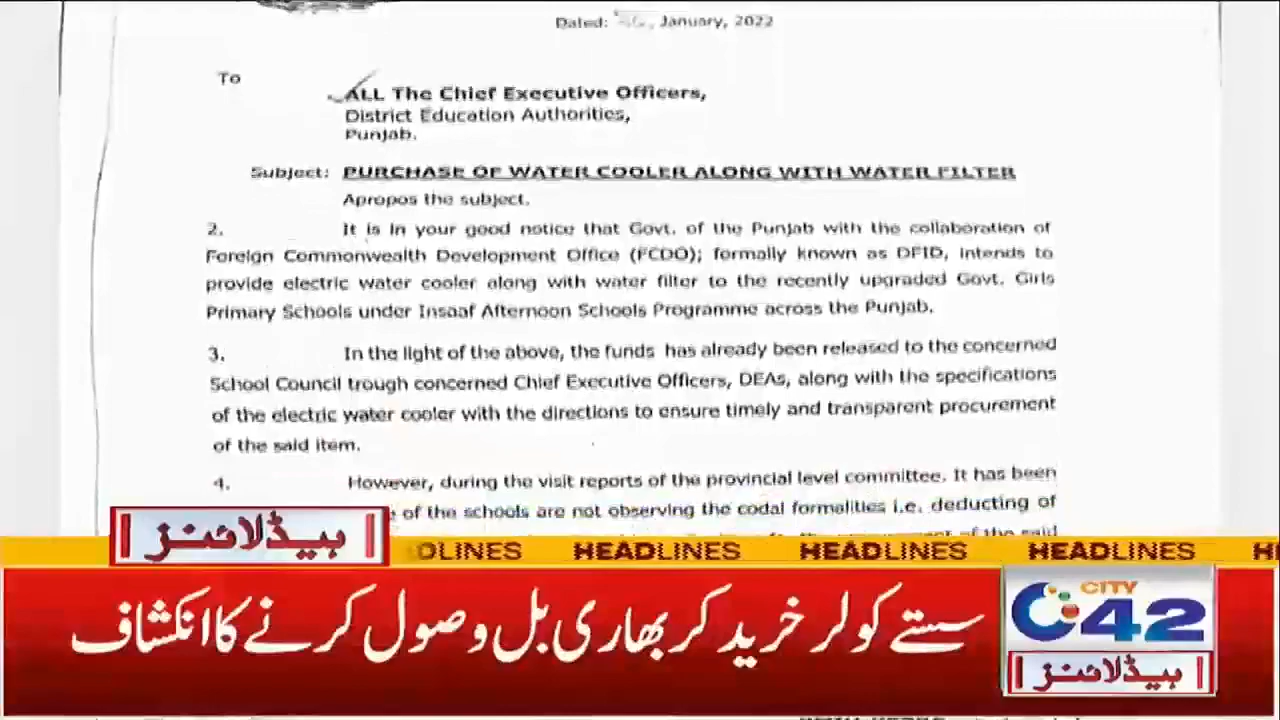 Dated: January, 2022
To
ALL The Chief Executive Officers,
District Education Authorities,
Punjab.
Subject: PURCHASE OF WATER COOLER ALONG WITH WATER FILTER
Apropos the subject.
2. It is in your good notice that Govt. of the Punjab with the collaboration of
Foreign Commonwealth Development Office (FCDO); formally known as DFID, intends to
provide electric water cooler along with water filter to the recently upgraded Govt. Girls
Primary Schools under Insaaf Afternoon Schools Programme across the Punjab.
3. In the light of the above, the funds has already been released to the concerned
School Council trough concerned Chief Executive Officers, DEAs, along with the specifications
of the electric water cooler with the directions to ensure timely and transparent procurement
of the said item.
4. However, during the visit reports of the provincial level committee. It has been
of the schools are not observing the codal formalities i.e. deducting of
of the said
ہیڈلائنز
DLINES HEADLINES HEADLINES HEADLINES H
سستے کولر خرید کر بھاری بل وصول کرنے کا انکشاف
CITY
42
ہیڈلائنز